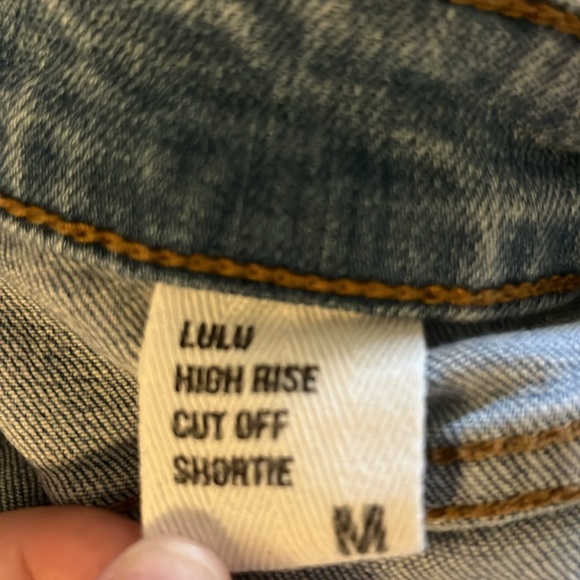 LULU
HIGH RISE
CUT OFF
SHORTIE
M